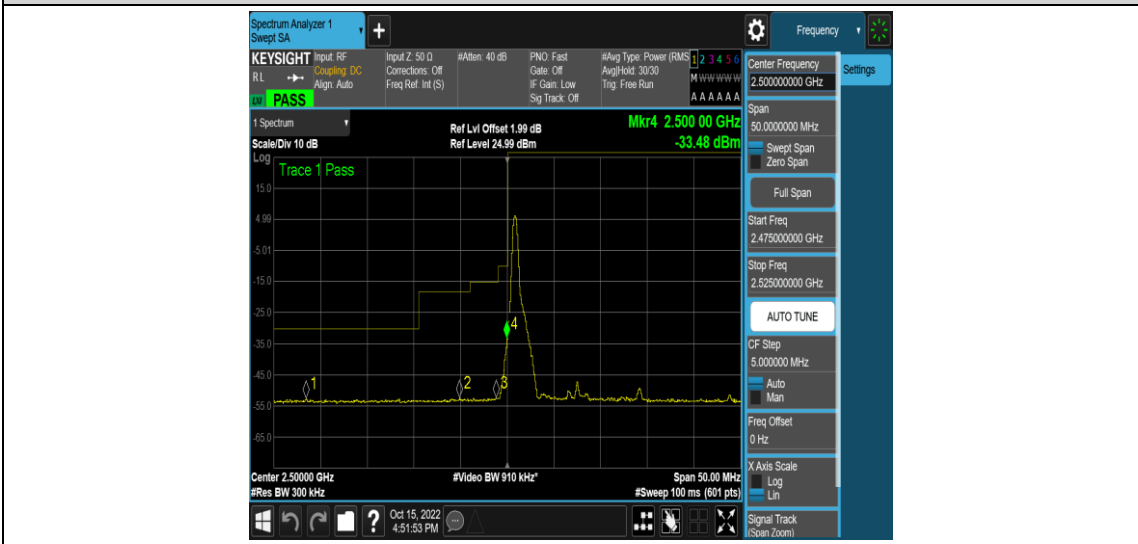 Spectrum Analyzer 1
Swept SA
+
Frequency
KEYSIGHT
R L
LXI
PASS
Input: RF
Coupling: DC
Align: Auto
Input Z: 50 Ω
Corrections: Off
Freq Ref: Int (S)
#Atten: 40 dB
PNO: Fast
Gate: Off
IF Gain: Low
Sig Track: Off
#Avg Type: Power (RMS
Avg|Hold: 30/30
Trig: Free Run
1 2 3 4 5 6
M W W W W W
A A A A A A
1 Spectrum
Scale/Div 10 dB
Ref Lvl Offset 1.99 dB
Ref Level 24.99 dBm
Mkr4 2.500 00 GHz
-33.48 dBm
Log
Trace 1 Pass
15.0
4.99
-5.01
-15.0
-25.0
-35.0
-45.0
-55.0
-65.0
4
1
2
3
Center 2.50000 GHz
#Res BW 300 kHz
#Video BW 910 kHz*
Span 50.00 MHz
#Sweep 100 ms (601 pts)
Center Frequency
2.500000000 GHz
Settings
Span
50.0000000 MHz
Swept Span
Zero Span
Full Span
Start Freq
2.475000000 GHz
Stop Freq
2.525000000 GHz
AUTO TUNE
CF Step
5.000000 MHz
Auto
Man
Freq Offset
0 Hz
X Axis Scale
Log
Lin
Signal Track
(Span Zoom)
?
Oct 15, 2022
4:51:53 PM